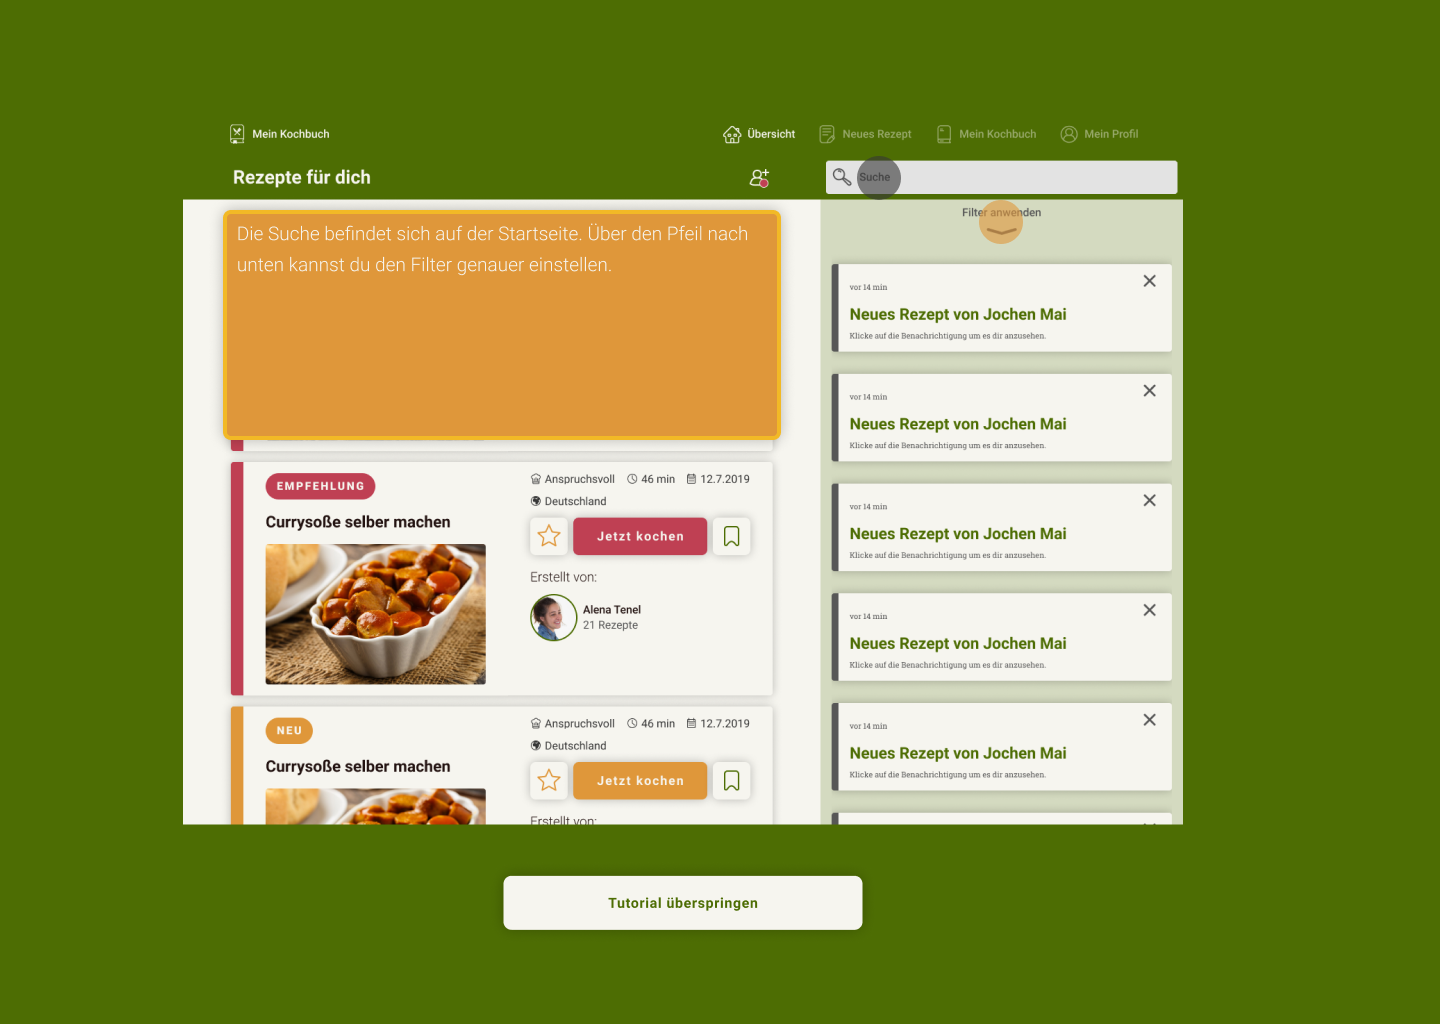 Mein Kochbuch
Übersicht
Neues Rezept
Mein Kochbuch
Mein Profil
Rezepte für dich
Suche
Filter anwenden
Die Suche befindet sich auf der Startseite. Über den Pfeil nach
unten kannst du den Filter genauer einstellen.
EMPFEHLUNG
Anspruchsvoll 46 min 12.7.2019
Deutschland
Currysoße selber machen
Jetzt kochen
Erstellt von:
Alena Tenel
21 Rezepte
NEU
Anspruchsvoll 46 min 12.7.2019
Deutschland
Currysoße selber machen
Jetzt kochen
Erstellt von:
vor 14 min
Neues Rezept von Jochen Mai
Klicke auf die Benachrichtigung um es dir anzusehen.
vor 14 min
Neues Rezept von Jochen Mai
Klicke auf die Benachrichtigung um es dir anzusehen.
vor 14 min
Neues Rezept von Jochen Mai
Klicke auf die Benachrichtigung um es dir anzusehen.
vor 14 min
Neues Rezept von Jochen Mai
Klicke auf die Benachrichtigung um es dir anzusehen.
vor 14 min
Neues Rezept von Jochen Mai
Klicke auf die Benachrichtigung um es dir anzusehen.
Tutorial überspringen